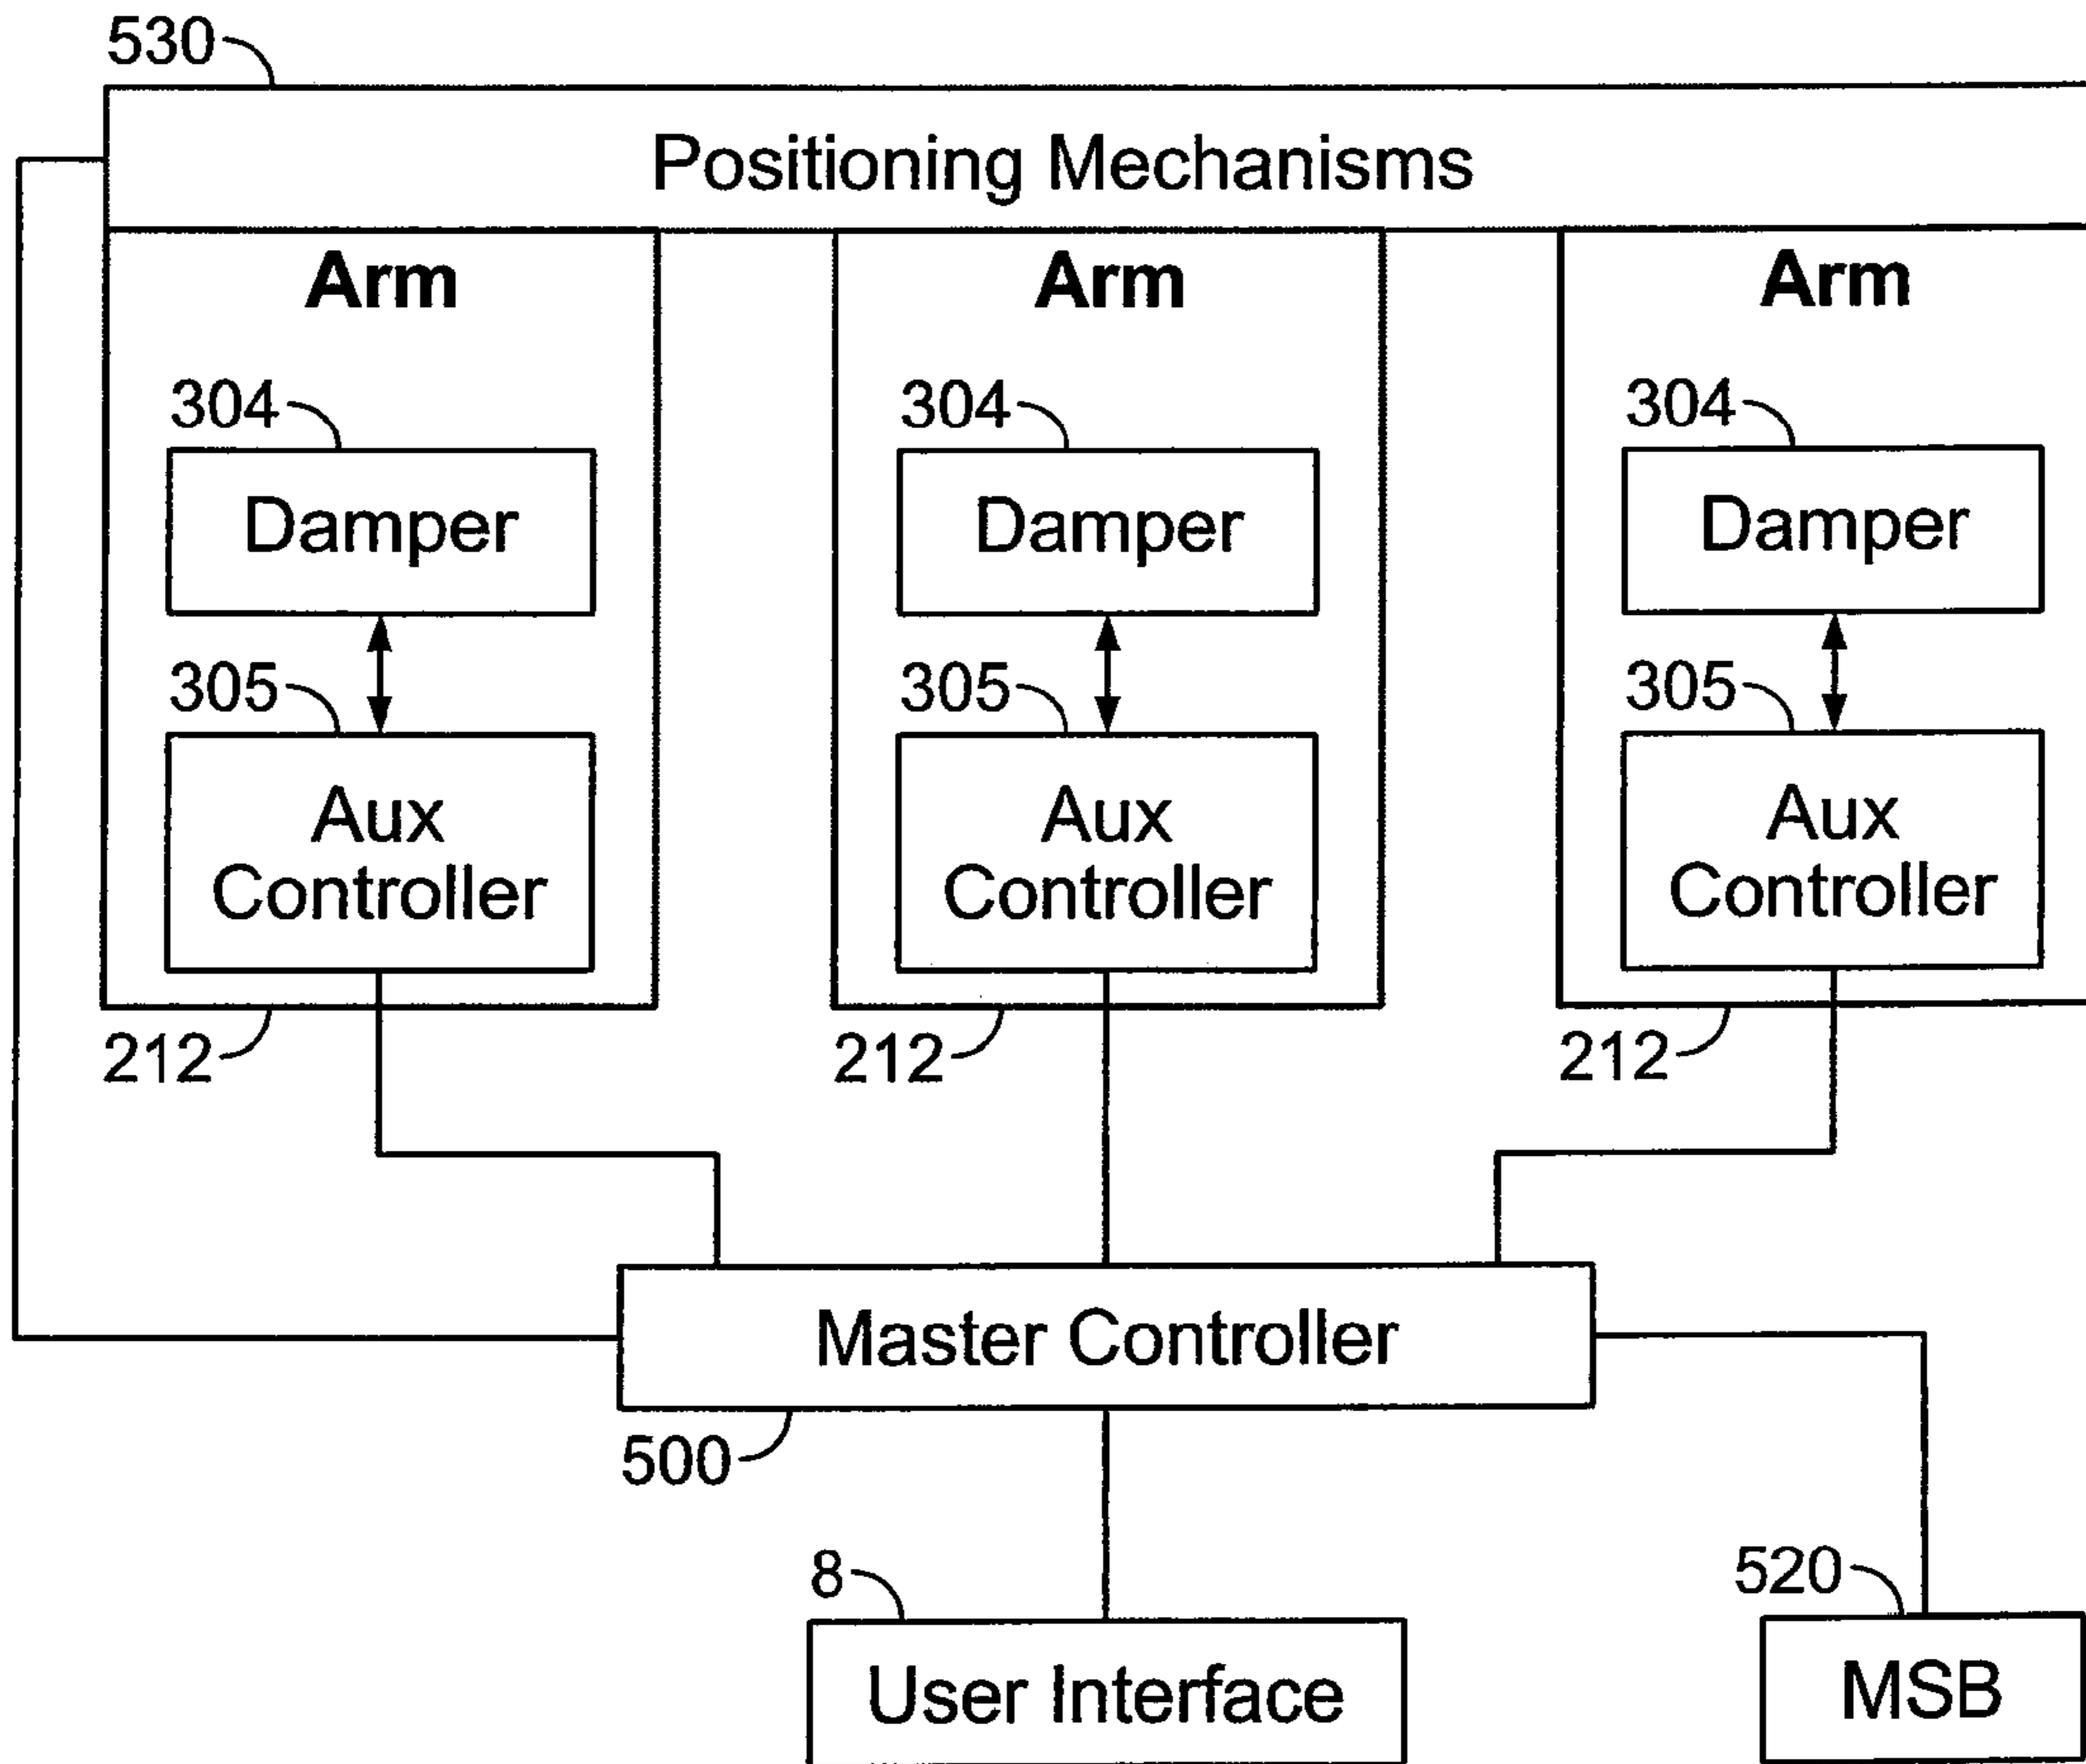 530
Positioning Mechanisms
Arm
Arm
Arm
304
304
304
Damper
Damper
Damper
305
305
305
Aux
Controller
Aux
Controller
Aux
Controller
212
212
212
Master Controller
500
8
520
User Interface
MSB